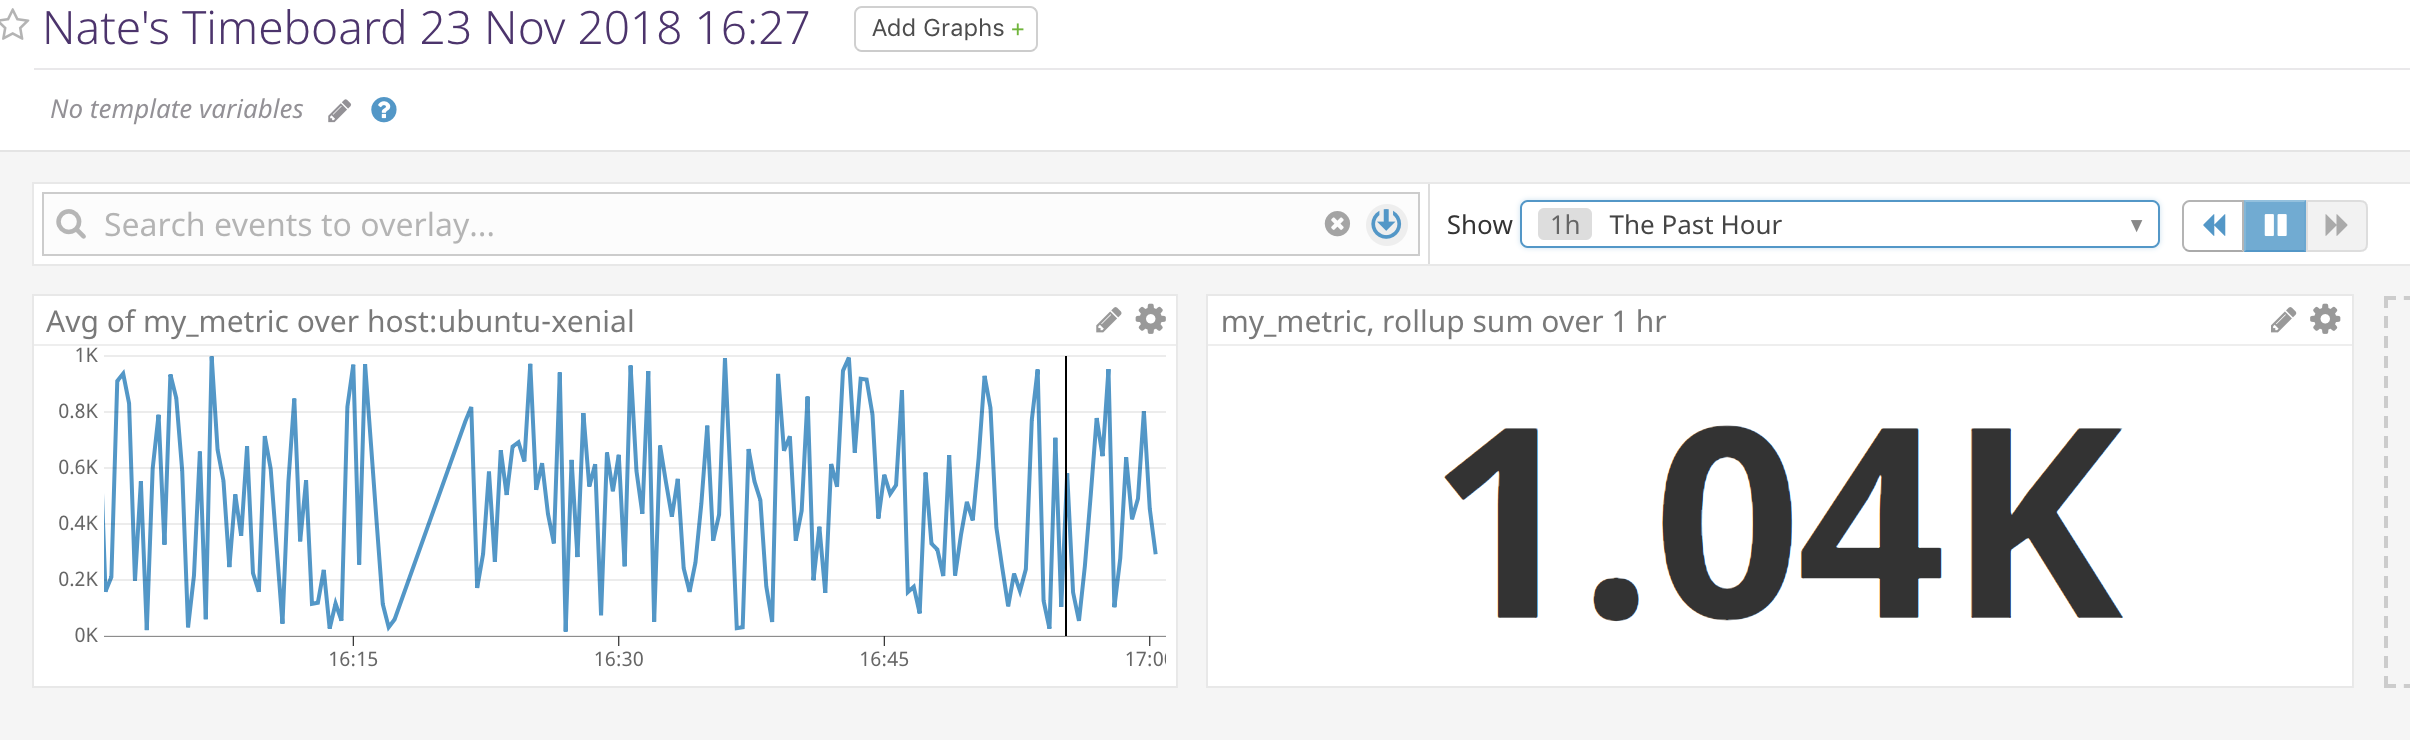 Nate's Timeboard 23 Nov 2018 16:27
Add Graphs +
No template variables
?
Search events to overlay...
Show 1h The Past Hour
Avg of my_metric over host:ubuntu-xenial
1K
0.8K
0.6K
0.4K
0.2K
0K
16:15 16:30 16:45 17:00
my_metric, rollup sum over 1 hr
1.04K